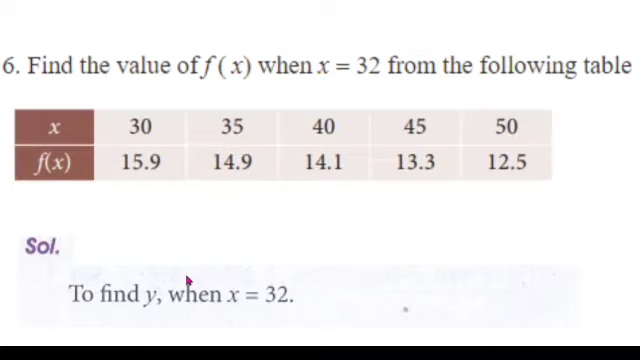 6. Find the value of f(x) when x = 32 from the following table
x 30 35 40 45 50
f(x) 15.9 14.9 14.1 13.3 12.5
Sol.
To find y, when x = 32.